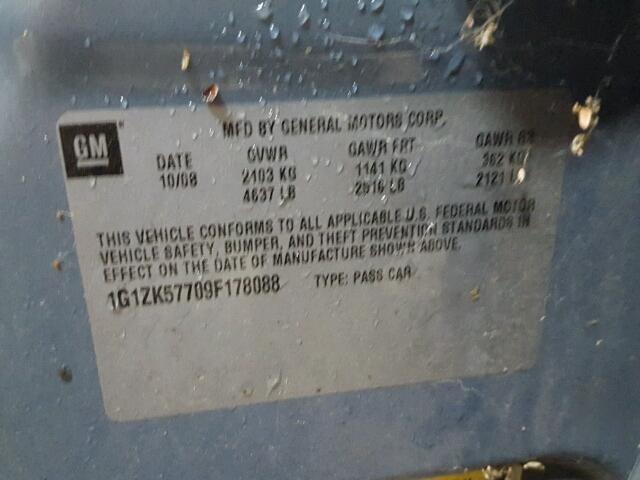 GM
MFD BY GENERAL MOTORS CORP.
DATE GVWR GAWR FRT GAWR RR
10/08 2103 KG 1141 KG 962 KG
4637 LB 2516 LB 2121 LB
THIS VEHICLE CONFORMS TO ALL APPLICABLE U.S. FEDERAL MOTOR
VEHICLE SAFETY, BUMPER, AND THEFT PREVENTION STANDARDS IN
EFFECT ON THE DATE OF MANUFACTURE SHOWN ABOVE.
1G1ZK57709F178088 TYPE: PASS CAR